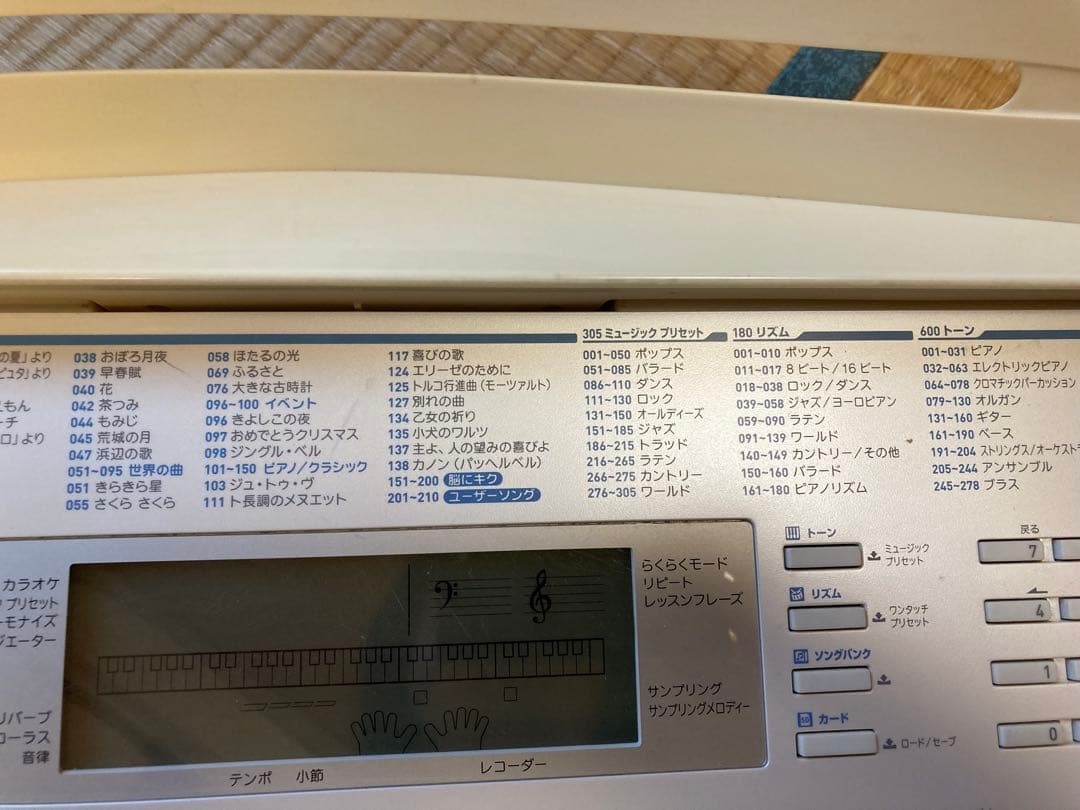 の夏」より
ピュタ」より
えもん
ーチ
ロ」より
038 おぼろ月夜
039 早春賦
040 花
042 茶つみ
044 もみじ
045 荒城の月
047 浜辺の歌
051~095 世界の曲
051 きらきら星
055 さくら さくら
058 ほたるの光
069 ふるさと
076 大きな古時計
096~100 イベント
096 きよしこの夜
097 おめでとうクリスマス
098 ジングル・ベル
101~150 ピアノ/クラシック
103 ジュ・トゥ・ヴ
111 ト長調のメヌエット
117 喜びの歌
124 エリーゼのために
125 トルコ行進曲(モーツァルト)
127 別れの曲
134 乙女の祈り
135 小犬のワルツ
137 主よ、人の望みの喜びよ
138 カノン(パッヘルベル)
151~200 脳にキク
201~210 ユーザーソング
305 ミュージック プリセット
001~050 ポップス
051~085 バラード
086~110 ダンス
111~130 ロック
131~150 オールディーズ
151~185 ジャズ
186~215 トラッド
216~265 ラテン
266~275 カントリー
276~305 ワールド
180 リズム
001~010 ポップス
011~017 8ビート/16ビート
018~038 ロック/ダンス
039~058 ジャズ/ヨーロピアン
059~090 ラテン
091~139 ワールド
140~149 カントリー/その他
150~160 バラード
161~180 ピアノリズム
600 トーン
001~031 ピアノ
032~063 エレクトリックピアノ
064~078 クロマチックパーカッション
079~130 オルガン
131~160 ギター
161~190 ベース
191~204 ストリングス/オーケスト
205~244 アンサンブル
245~278 ブラス
カラオケ
プリセット
ーモナイズ
ジエーター
リバーブ
コーラス
音律
テンポ 小節
レコーダー
らくらくモード
リピート
レッスンフレーズ
サンプリング
サンプリングメロディー
トーン
ミュージック
プリセット
リズム
ワンタッチ
プリセット
ソングバンク
SD カード
ロード/セーブ
戻る
7
4
1
0